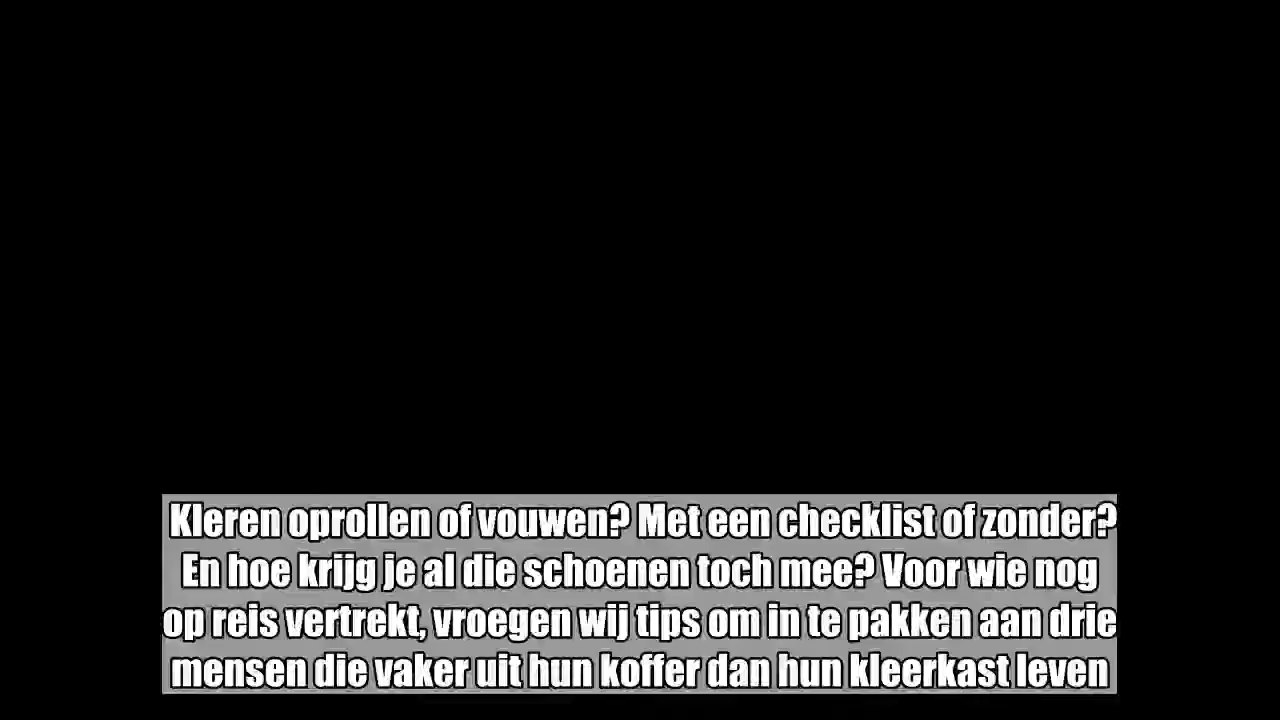 Kleren oprollen of vouwen? Met een checklist of zonder?
En hoe krijg je al die schoenen toch mee? Voor wie nog
op reis vertrekt, vroegen wij tips om in te pakken aan drie
mensen die vaker uit hun koffer dan hun kleerkast leven